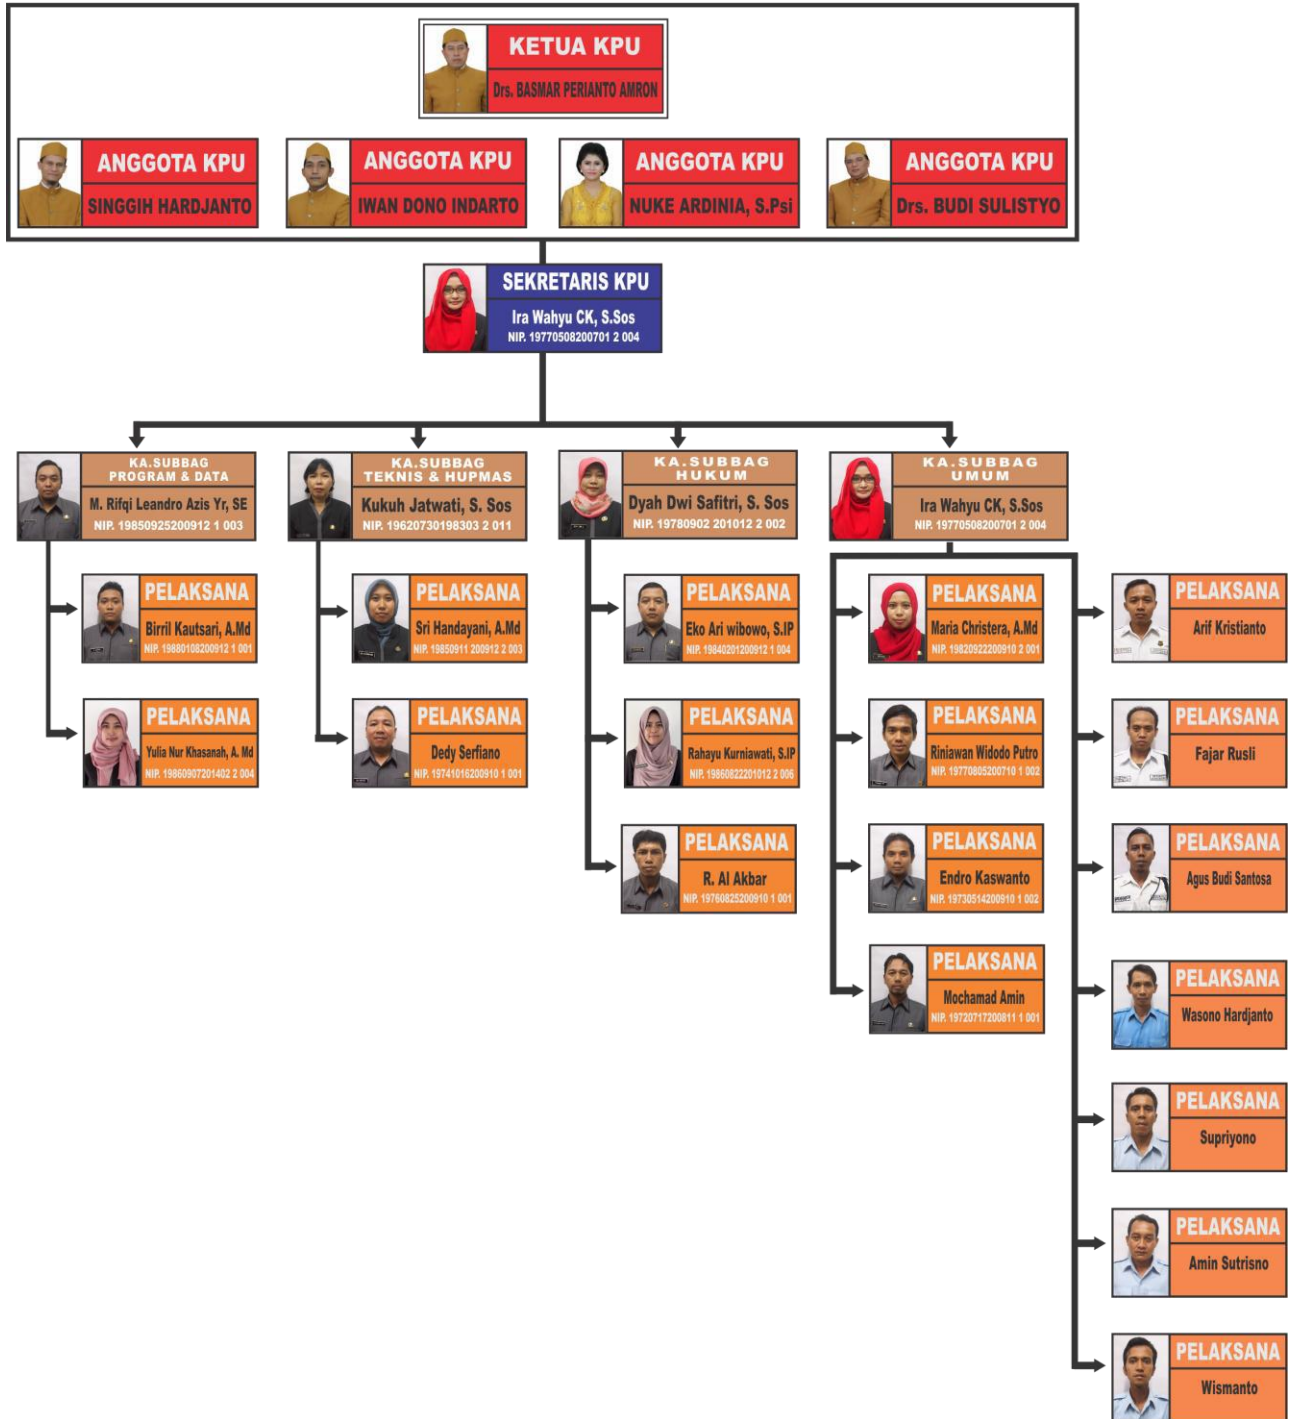 KETUA KPU
Drs. BASMAR PERIANTO AMRON
ANGGOTA KPU
SINGGIH HARDJANTO
ANGGOTA KPU
IWAN DONO INDARTO
ANGGOTA KPU
NUKE ARDINIA, S.Psi
ANGGOTA KPU
Drs. BUDI SULISTYO
SEKRETARIS KPU
Ira Wahyu CK, S.Sos
NIP. 19770508200701 2 004
KA.SUBBAG
PROGRAM & DATA
M. Rifqi Leandro Azis Yr, SE
NIP. 19850925200912 1 003
KA.SUBBAG
TEKNIS & HUPMAS
Kukuh Jatwati, S. Sos
NIP. 19620730198303 2 011
KA.SUBBAG
HUKUM
Dyah Dwi Safitri, S. Sos
NIP. 19780902 201012 2 002
KA.SUBBAG
UMUM
Ira Wahyu CK, S.Sos
NIP. 19770508200701 2 004
PELAKSANA
Birril Kautsari, A.Md
NIP. 19880108200912 1 001
PELAKSANA
Yulia Nur Khasanah, A. Md
NIP. 19860907201402 2 004
PELAKSANA
Sri Handayani, A.Md
NIP. 19850911 200912 2 003
PELAKSANA
Dedy Serfiano
NIP. 19741016200910 1 001
PELAKSANA
Eko Ari wibowo, S.IP
NIP. 19840201200912 1 004
PELAKSANA
Rahayu Kurniawati, S.IP
NIP. 19860822201012 2 006
PELAKSANA
R. Al Akbar
NIP. 19760825200910 1 001
PELAKSANA
Maria Christera, A.Md
NIP. 19820922200910 2 001
PELAKSANA
Riniawan Widodo Putro
NIP. 19770805200710 1 002
PELAKSANA
Endro Kaswanto
NIP. 19730514200910 1 002
PELAKSANA
Mochamad Amin
NIP. 19720717200811 1 001
PELAKSANA
Arif Kristianto
PELAKSANA
Fajar Rusli
PELAKSANA
Agus Budi Santosa
PELAKSANA
Wasono Hardjanto
PELAKSANA
Supriyono
PELAKSANA
Amin Sutrisno
PELAKSANA
Wismanto